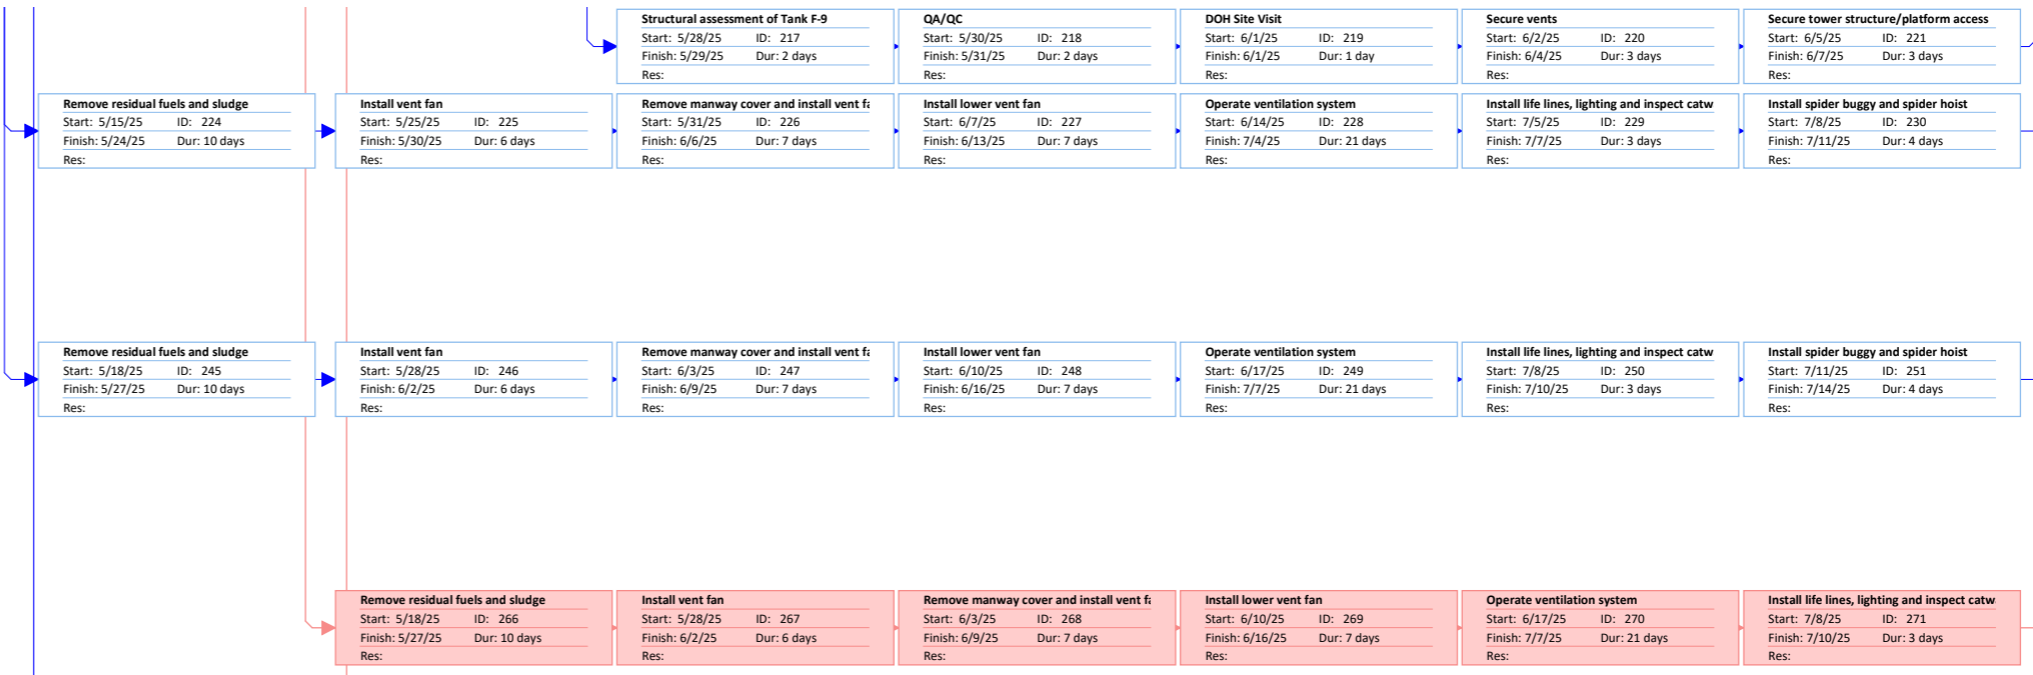 Structural assessment of Tank F-9
Start: 5/28/25 ID: 217
Finish: 5/29/25 Dur: 2 days
Res:
QA/QC
Start: 5/30/25 ID: 218
Finish: 5/31/25 Dur: 2 days
Res:
DOH Site Visit
Start: 6/1/25 ID: 219
Finish: 6/1/25 Dur: 1 day
Res:
Secure vents
Start: 6/2/25 ID: 220
Finish: 6/4/25 Dur: 3 days
Res:
Secure tower structure/platform access
Start: 6/5/25 ID: 221
Finish: 6/7/25 Dur: 3 days
Res:
Remove residual fuels and sludge
Start: 5/15/25 ID: 224
Finish: 5/24/25 Dur: 10 days
Res:
Install vent fan
Start: 5/25/25 ID: 225
Finish: 5/30/25 Dur: 6 days
Res:
Remove manway cover and install vent fa
Start: 5/31/25 ID: 226
Finish: 6/6/25 Dur: 7 days
Res:
Install lower vent fan
Start: 6/7/25 ID: 227
Finish: 6/13/25 Dur: 7 days
Res:
Operate ventilation system
Start: 6/14/25 ID: 228
Finish: 7/4/25 Dur: 21 days
Res:
Install life lines, lighting and inspect catw
Start: 7/5/25 ID: 229
Finish: 7/7/25 Dur: 3 days
Res:
Install spider buggy and spider hoist
Start: 7/8/25 ID: 230
Finish: 7/11/25 Dur: 4 days
Res:
Remove residual fuels and sludge
Start: 5/18/25 ID: 245
Finish: 5/27/25 Dur: 10 days
Res:
Install vent fan
Start: 5/28/25 ID: 246
Finish: 6/2/25 Dur: 6 days
Res:
Remove manway cover and install vent fa
Start: 6/3/25 ID: 247
Finish: 6/9/25 Dur: 7 days
Res:
Install lower vent fan
Start: 6/10/25 ID: 248
Finish: 6/16/25 Dur: 7 days
Res:
Operate ventilation system
Start: 6/17/25 ID: 249
Finish: 7/7/25 Dur: 21 days
Res:
Install life lines, lighting and inspect catw
Start: 7/8/25 ID: 250
Finish: 7/10/25 Dur: 3 days
Res:
Install spider buggy and spider hoist
Start: 7/11/25 ID: 251
Finish: 7/14/25 Dur: 4 days
Res:
Remove residual fuels and sludge
Start: 5/18/25 ID: 266
Finish: 5/27/25 Dur: 10 days
Res:
Install vent fan
Start: 5/28/25 ID: 267
Finish: 6/2/25 Dur: 6 days
Res:
Remove manway cover and install vent fa
Start: 6/3/25 ID: 268
Finish: 6/9/25 Dur: 7 days
Res:
Install lower vent fan
Start: 6/10/25 ID: 269
Finish: 6/16/25 Dur: 7 days
Res:
Operate ventilation system
Start: 6/17/25 ID: 270
Finish: 7/7/25 Dur: 21 days
Res:
Install life lines, lighting and inspect catw
Start: 7/8/25 ID: 271
Finish: 7/10/25 Dur: 3 days
Res: